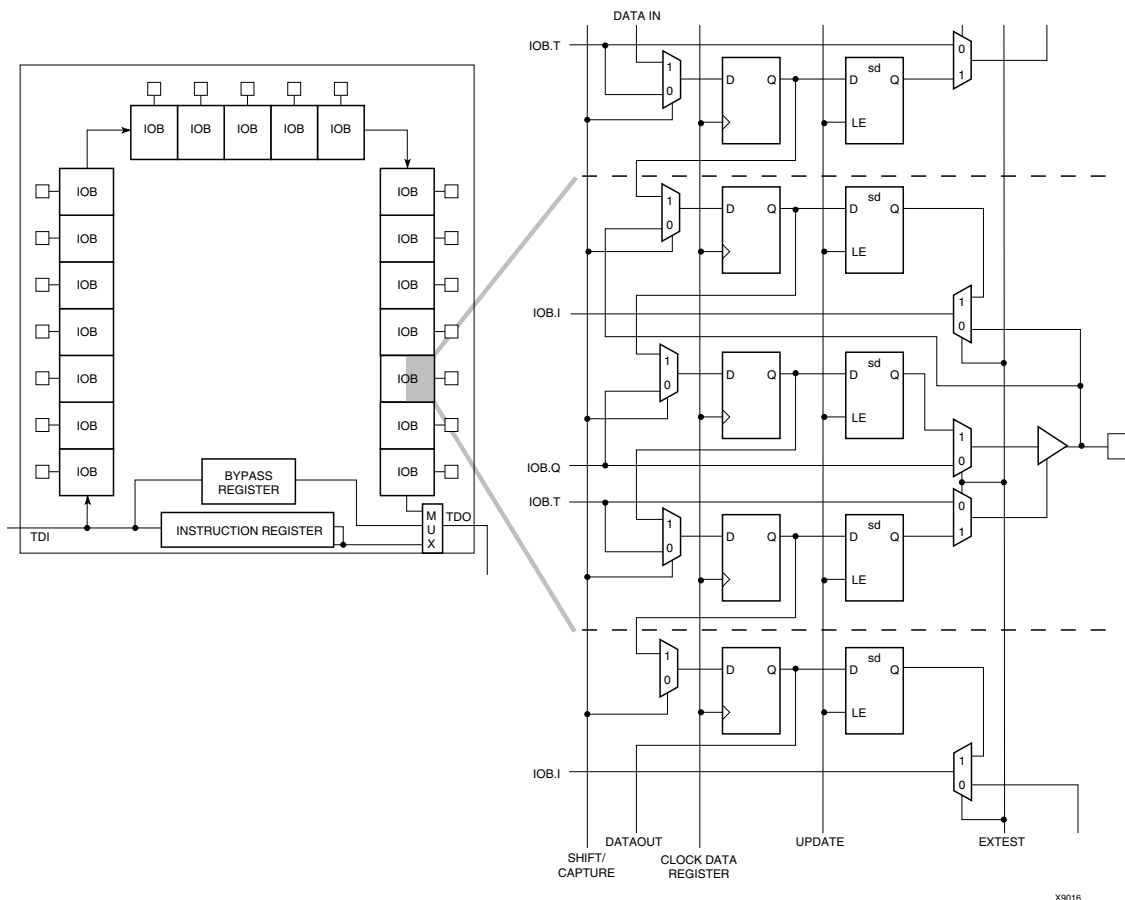 DATA IN
IOB.T
1
0
D Q
D sd Q
LE
0
1
IOB IOB IOB IOB IOB
IOB
IOB
IOB
IOB
IOB
IOB
IOB
IOB
IOB
IOB
IOB
IOB
IOB
IOB
BYPASS
REGISTER
INSTRUCTION REGISTER
TDI
M
U
X
TDO
1
0
D Q
D sd Q
LE
IOB.I
1
0
1
0
D Q
D sd Q
LE
1
0
IOB.Q
IOB.T
0
1
1
0
D Q
D sd Q
LE
1
0
D Q
D sd Q
LE
IOB.I
1
0
SHIFT/
CAPTURE
DATAOUT
CLOCK DATA
REGISTER
UPDATE
EXTEST
X9016